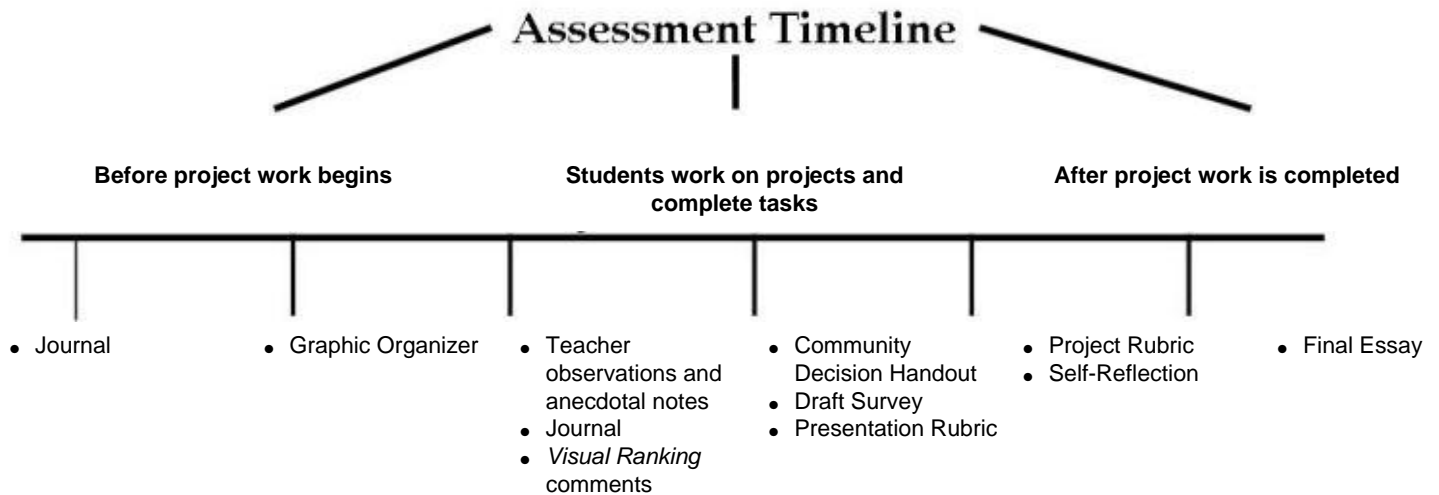 Assessment Timeline
Before project work begins
Students work on projects and
complete tasks
After project work is completed
• Journal
• Graphic Organizer
• Teacher
observations and
anecdotal notes
• Journal
• Visual Ranking
comments
• Community
Decision Handout
• Draft Survey
• Presentation Rubric
• Project Rubric
• Self-Reflection
• Final Essay